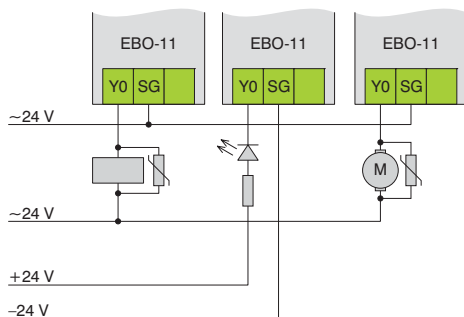 EBO-11 EBO-11 EBO-11
Y0 SG Y0 SG Y0 SG
~24 V
M
~24 V
+24 V
–24 V